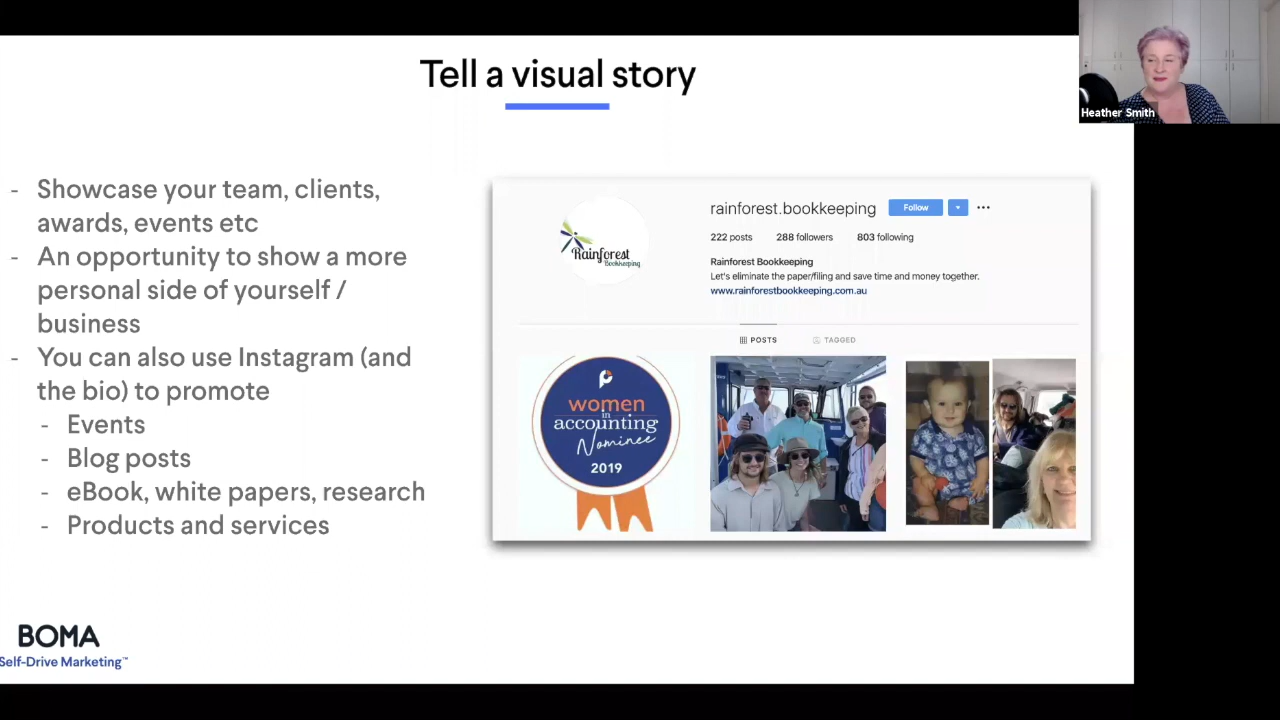 Tell a visual story
Heather Smith
- Showcase your team, clients,
awards, events etc
- An opportunity to show a more
personal side of yourself /
business
- You can also use Instagram (and
the bio) to promote
- Events
- Blog posts
- eBook, white papers, research
- Products and services
rainforest.bookkeeping Follow
222 posts 288 followers 803 following
Rainforest Bookkeeping
Let's eliminate the paper/filing and save time and money together.
www.rainforestbookkeeping.com.au
Rainforest
Bookkeeping
POSTS TAGGED
women
in
accounting
Nominee
2019
BOMA
Self-Drive Marketing™